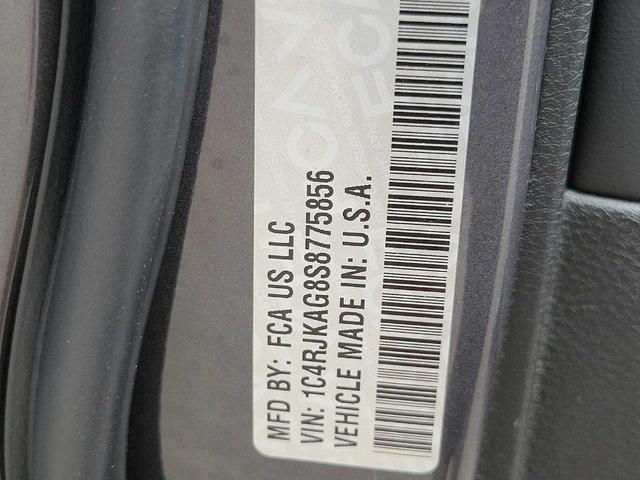 MFD BY: FCA US LLC
VIN: 1C4RJKAG8S8775856
VEHICLE MADE IN: U.S.A.